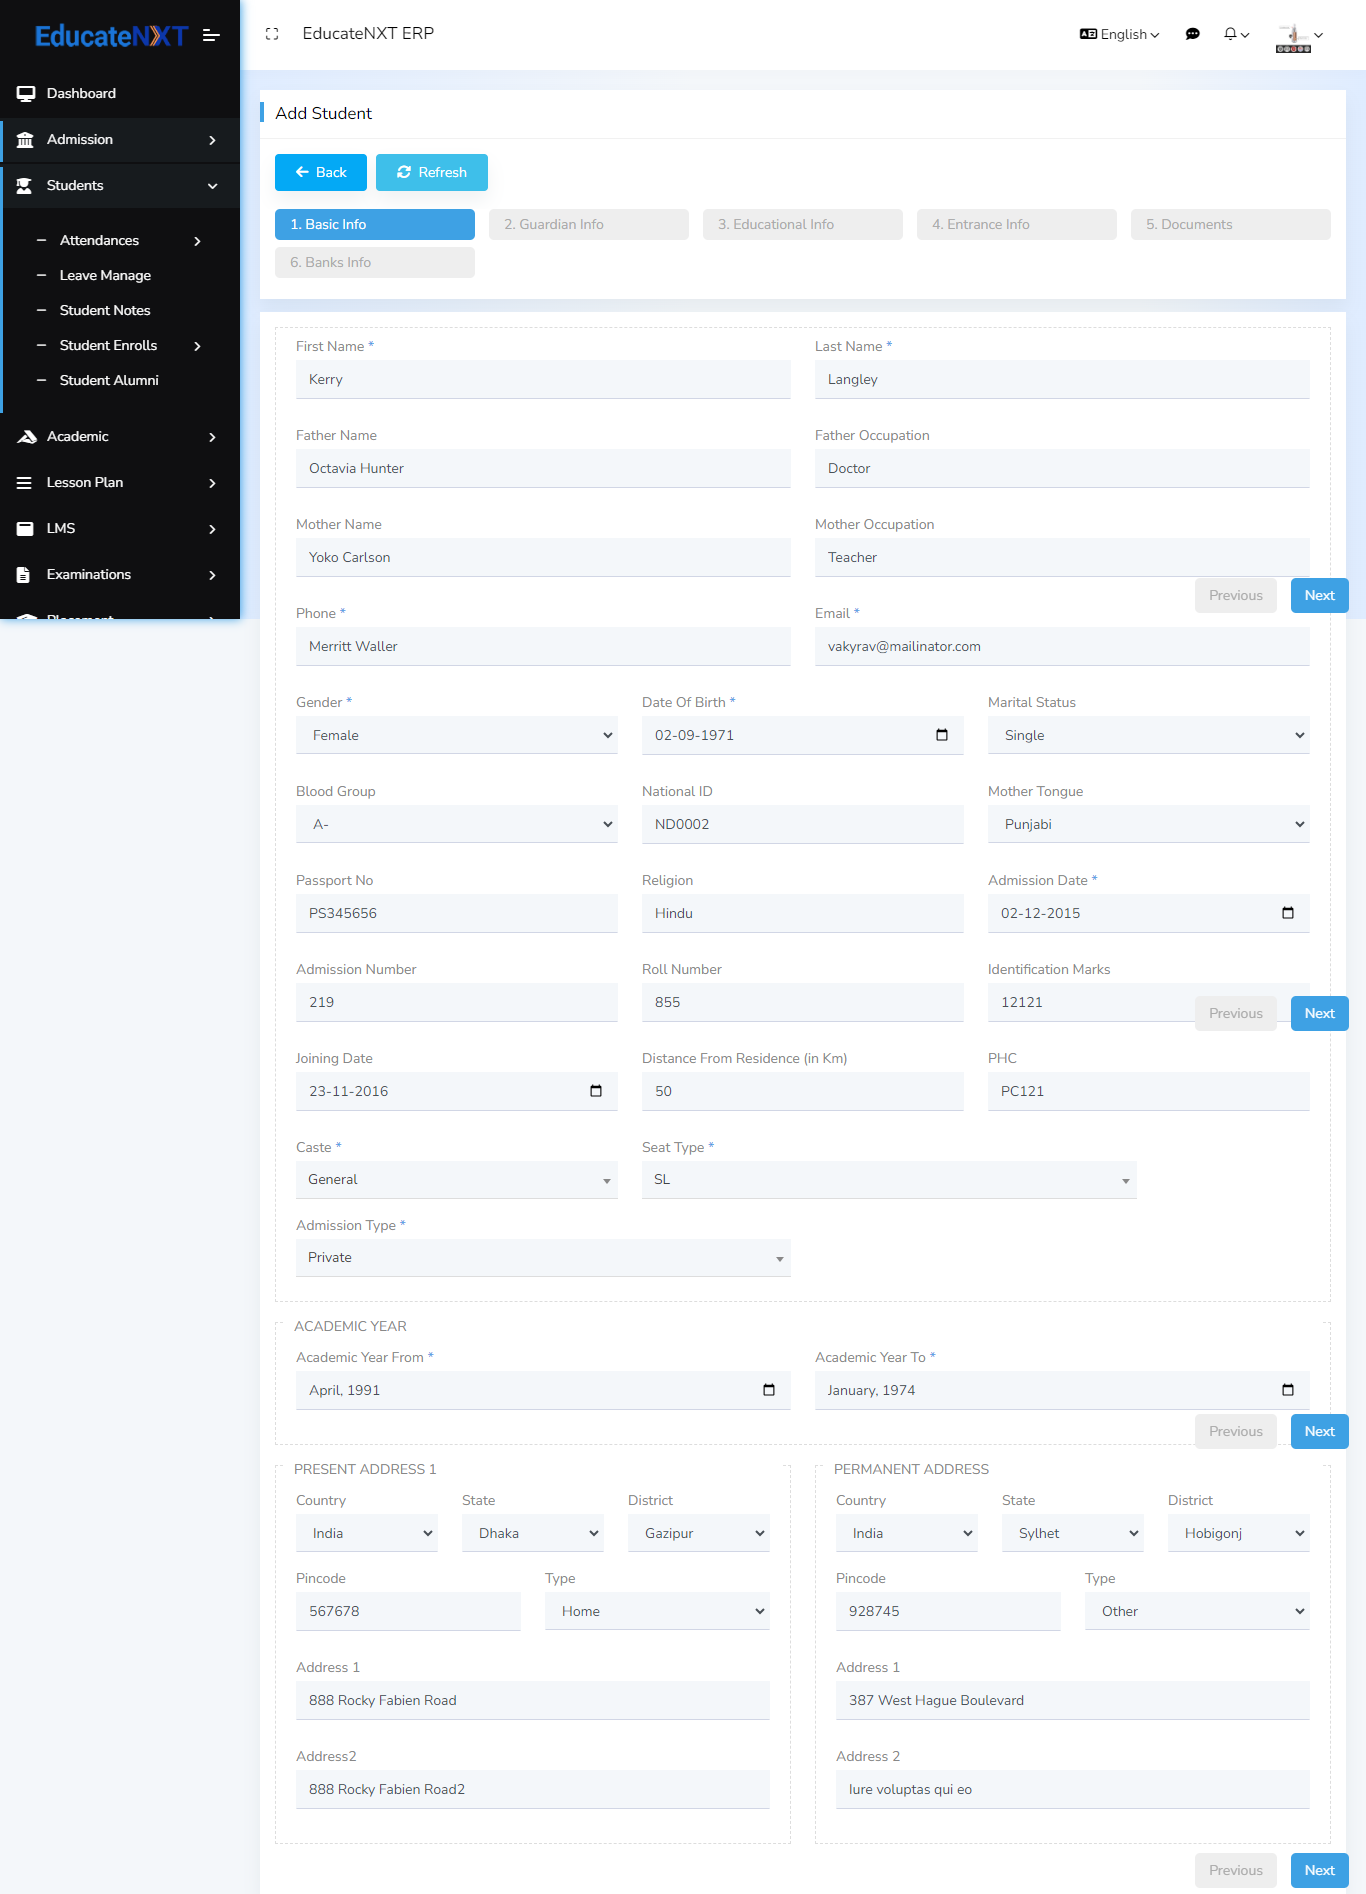 EducateNXT
EducateNXT ERP
English
Dashboard
Admission
Students
Attendances
Leave Manage
Student Notes
Student Enrolls
Student Alumni
Academic
Lesson Plan
LMS
Examinations
Placement
Add Student
Back Refresh
1. Basic Info 2. Guardian Info 3. Educational Info 4. Entrance Info 5. Documents
6. Banks Info
First Name * Last Name *
Kerry Langley
Father Name Father Occupation
Octavia Hunter Doctor
Mother Name Mother Occupation
Yoko Carlson Teacher
Previous Next
Phone * Email *
Merritt Waller vakyrav@mailinator.com
Gender * Date Of Birth * Marital Status
Female 02-09-1971 Single
Blood Group National ID Mother Tongue
A- ND0002 Punjabi
Passport No Religion Admission Date *
PS345656 Hindu 02-12-2015
Admission Number Roll Number Identification Marks
219 855 12121
Previous Next
Joining Date Distance From Residence (in Km) PHC
23-11-2016 50 PC121
Caste * Seat Type *
General SL
Admission Type *
Private
ACADEMIC YEAR
Academic Year From * Academic Year To *
April, 1991 January, 1974
Previous Next
PRESENT ADDRESS 1
Country State District
India Dhaka Gazipur
Pincode Type
567678 Home
Address 1
888 Rocky Fabien Road
Address2
888 Rocky Fabien Road2
PERMANENT ADDRESS
Country State District
India Sylhet Hobigonj
Pincode Type
928745 Other
Address 1
387 West Hague Boulevard
Address 2
Iure voluptas qui eo
Previous Next